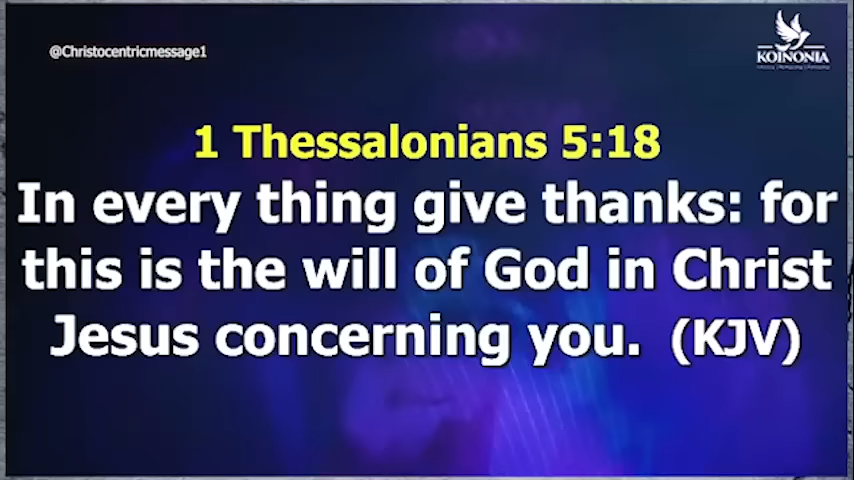 @Christocentricmessage1
KOINONIA
1 Thessalonians 5:18
In every thing give thanks: for
this is the will of God in Christ
Jesus concerning you. (KJV)